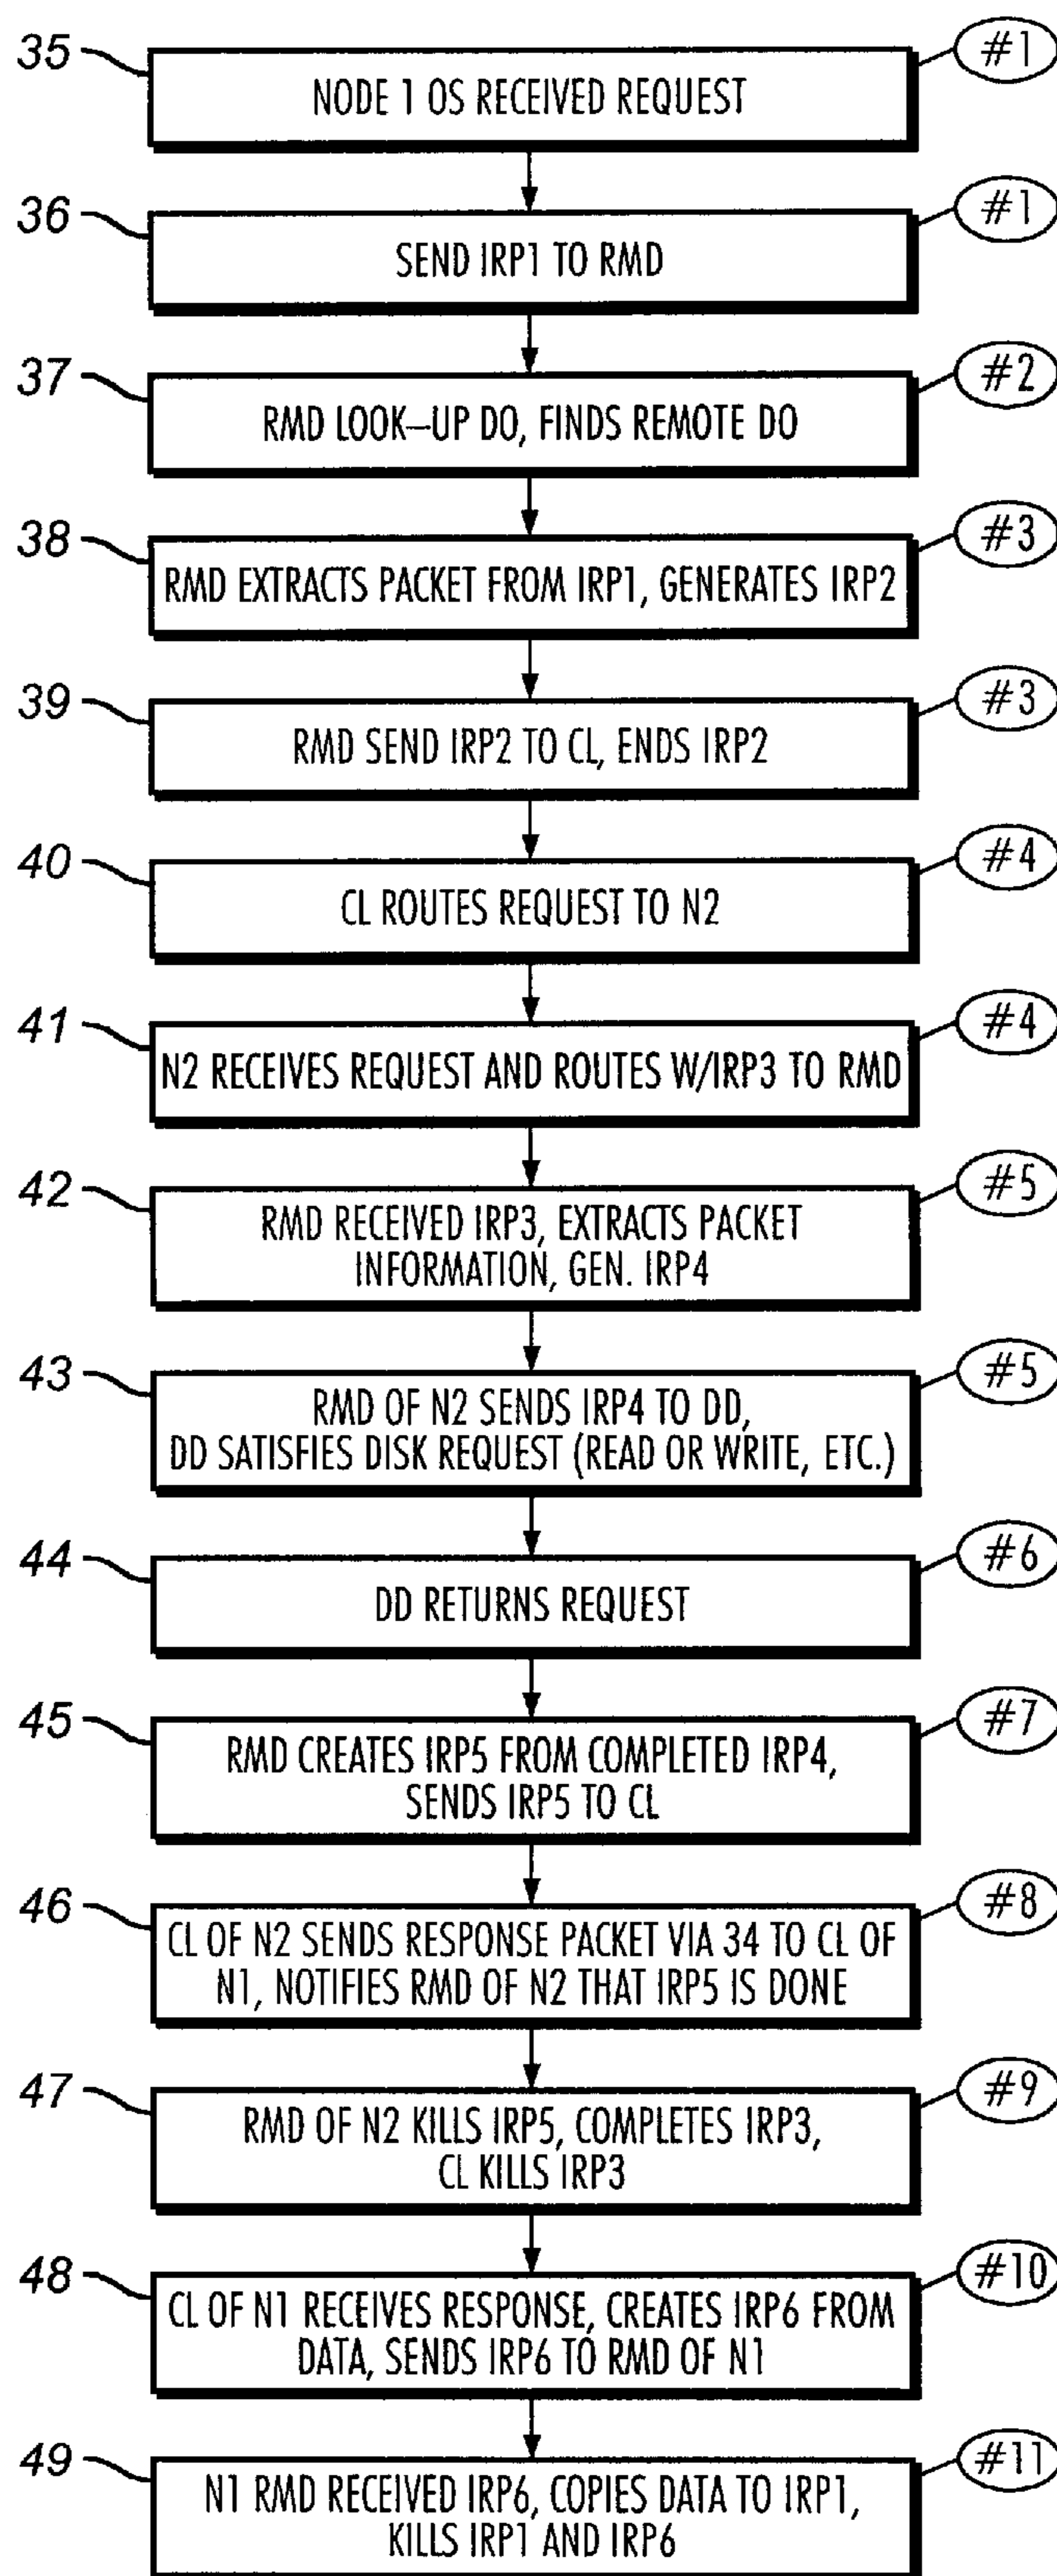 35
#1
NODE 1 OS RECEIVED REQUEST
36
#1
SEND IRP1 TO RMD
37
#2
RMD LOOK–UP DO, FINDS REMOTE DO
38
#3
RMD EXTRACTS PACKET FROM IRP1, GENERATES IRP2
39
#3
RMD SEND IRP2 TO CL, ENDS IRP2
40
#4
CL ROUTES REQUEST TO N2
41
#4
N2 RECEIVES REQUEST AND ROUTES W/IRP3 TO RMD
42
#5
RMD RECEIVED IRP3, EXTRACTS PACKET
INFORMATION, GEN. IRP4
43
#5
RMD OF N2 SENDS IRP4 TO DD,
DD SATISFIES DISK REQUEST (READ OR WRITE, ETC.)
44
#6
DD RETURNS REQUEST
45
#7
RMD CREATES IRP5 FROM COMPLETED IRP4,
SENDS IRP5 TO CL
46
#8
CL OF N2 SENDS RESPONSE PACKET VIA 34 TO CL OF
N1, NOTIFIES RMD OF N2 THAT IRP5 IS DONE
47
#9
RMD OF N2 KILLS IRP5, COMPLETES IRP3,
CL KILLS IRP3
48
#10
CL OF N1 RECEIVES RESPONSE, CREATES IRP6 FROM
DATA, SENDS IRP6 TO RMD OF N1
49
#11
N1 RMD RECEIVED IRP6, COPIES DATA TO IRP1,
KILLS IRP1 AND IRP6